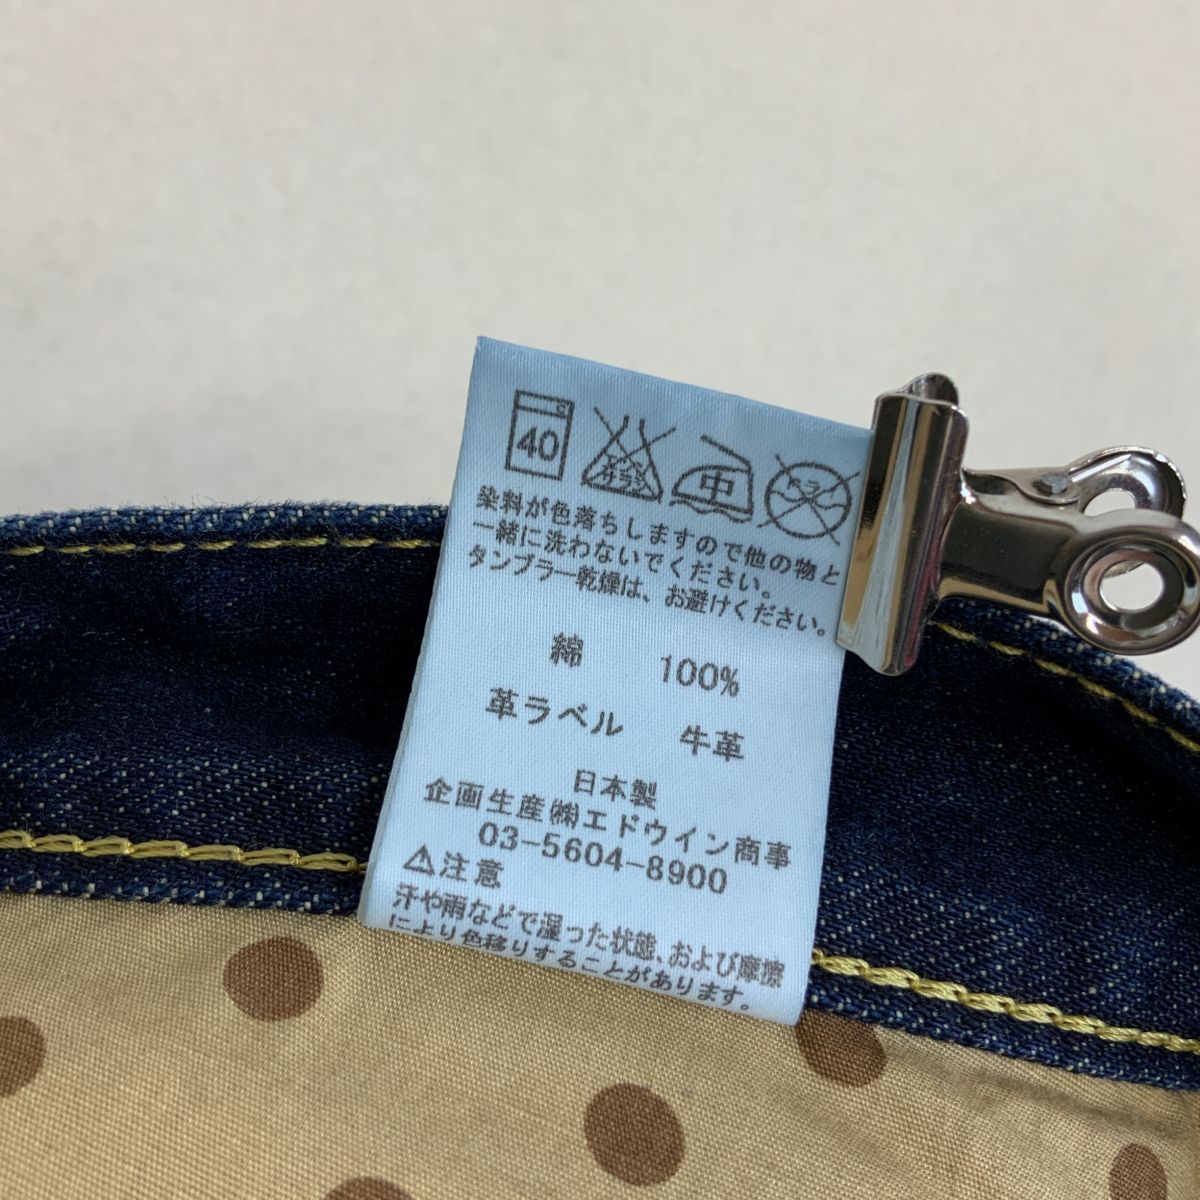 40
エンソ
サラシ
中
ドライ
染料が色落ちしますので他の物と
一緒に洗わないでください。
タンブラー乾燥は、お避けください。
綿 100%
革ラベル 牛革
日本製
企画生産㈱エドウイン商事
03-5604-8900
⚠注意
汗や雨などで湿った状態、および摩擦
により色移りすることがあります。